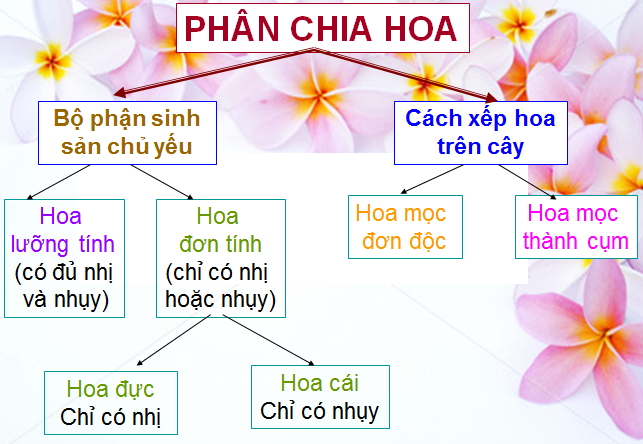 PHÂN CHIA HOA
Bộ phận sinh
sản chủ yếu
Cách xếp hoa
trên cây
Hoa
lưỡng tính
(có đủ nhị
và nhụy)
Hoa
đơn tính
(chỉ có nhị
hoặc nhụy)
Hoa mọc
đơn độc
Hoa mọc
thành cụm
Hoa đực
Chỉ có nhị
Hoa cái
Chỉ có nhụy